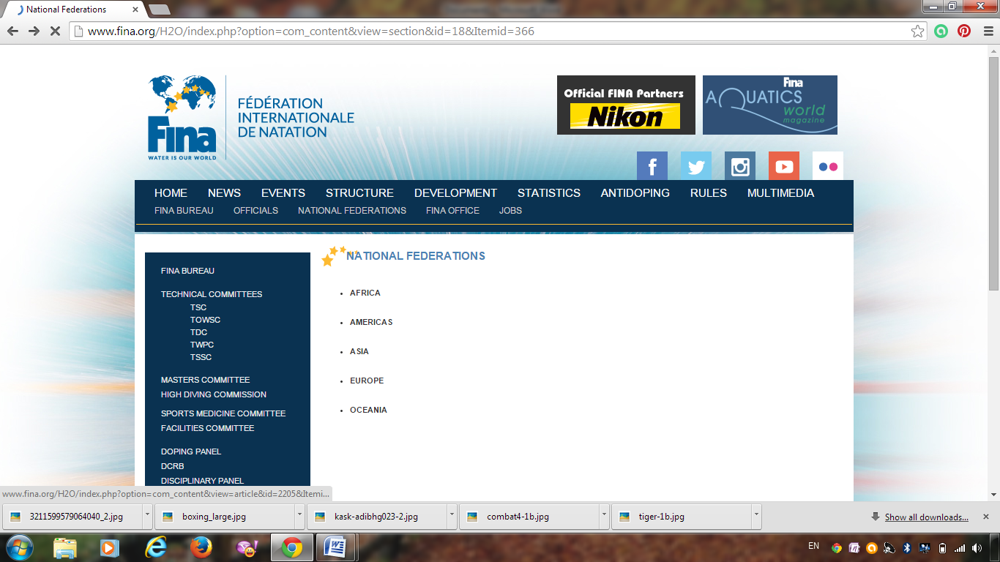 National Federations
www.fina.org/H2O/index.php?option=com_content&view=section&id=18&Itemid=366
FINA
WATER IS OUR WORLD
FÉDÉRATION
INTERNATIONALE
DE NATATION
Official FINA Partners
Nikon
FINA
AQUATICS
world
magazine
HOME NEWS EVENTS STRUCTURE DEVELOPMENT STATISTICS ANTIDOPING RULES MULTIMEDIA
FINA BUREAU OFFICIALS NATIONAL FEDERATIONS FINA OFFICE JOBS
FINA BUREAU
TECHNICAL COMMITTEES
TSC
TOWSC
TDC
TWPC
TSSC
MASTERS COMMITTEE
HIGH DIVING COMMISSION
SPORTS MEDICINE COMMITTEE
FACILITIES COMMITTEE
DOPING PANEL
DCRB
DISCIPLINARY PANEL
NATIONAL FEDERATIONS
• AFRICA
• AMERICAS
• ASIA
• EUROPE
• OCEANIA
www.fina.org/H2O/index.php?option=com_content&view=article&id=2205&Itemi...
3211599579064040_2.jpg boxing_large.jpg kask-adibhg023-2.jpg combat4-1b.jpg tiger-1b.jpg Show all downloads...
EN